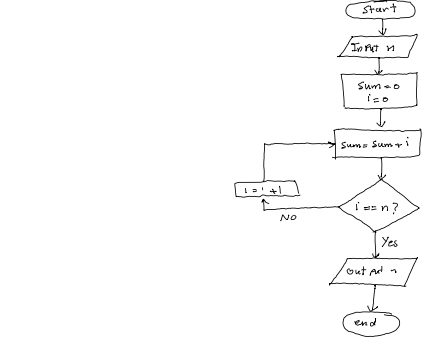 Start
Input n
sum=0
i=0
sum=sum+i
i=i+1
i==n?
No
Yes
output n
end